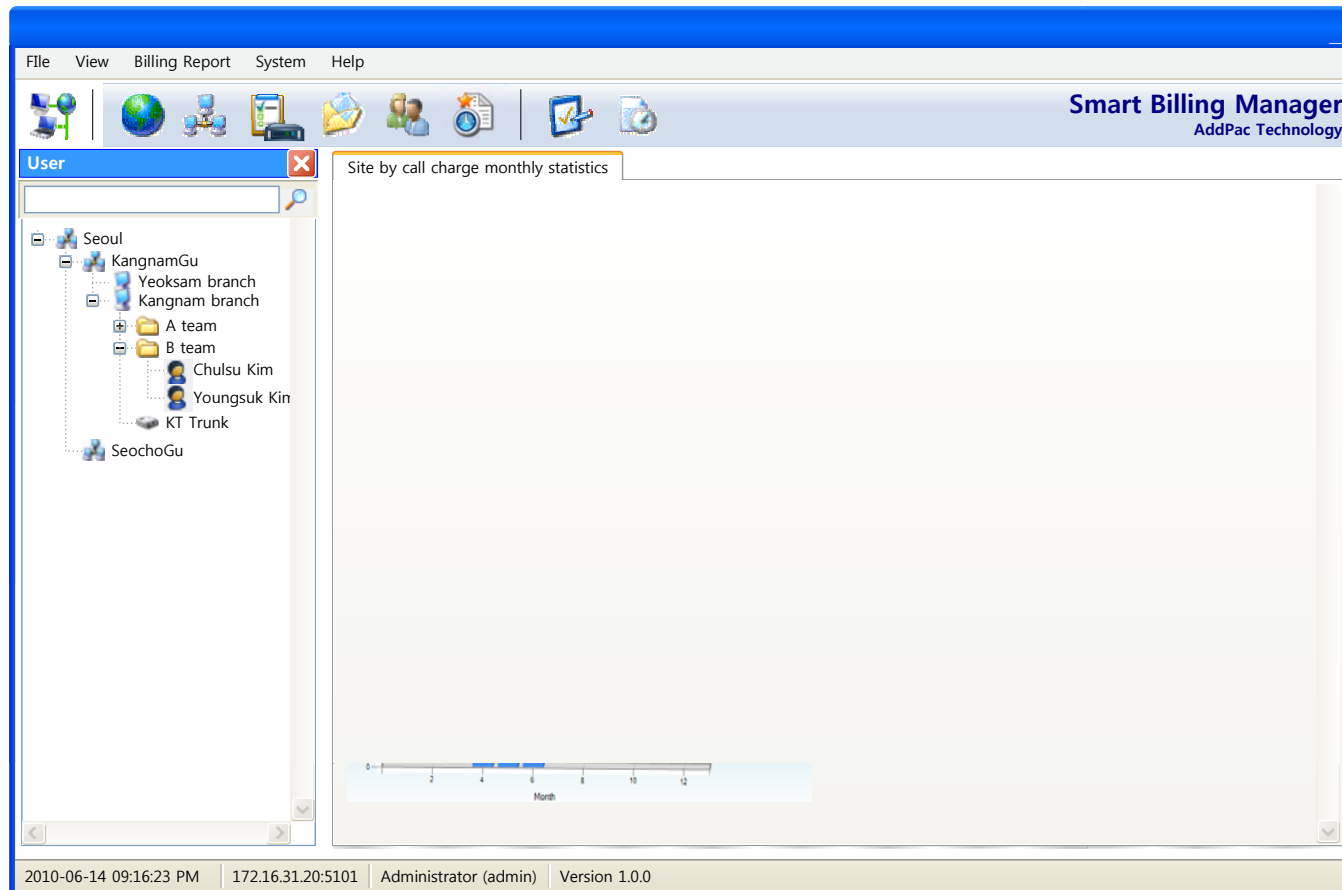 FIle View Billing Report System Help
Smart Billing Manager
AddPac Technology
User
Site by call charge monthly statistics
Seoul
KangnamGu
Yeoksam branch
Kangnam branch
A team
B team
Chulsu Kim
Youngsuk Kim
KT Trunk
SeochoGu
0
2 4 6 8 10 12
Month
2010-06-14 09:16:23 PM 172.16.31.20:5101 Administrator (admin) Version 1.0.0